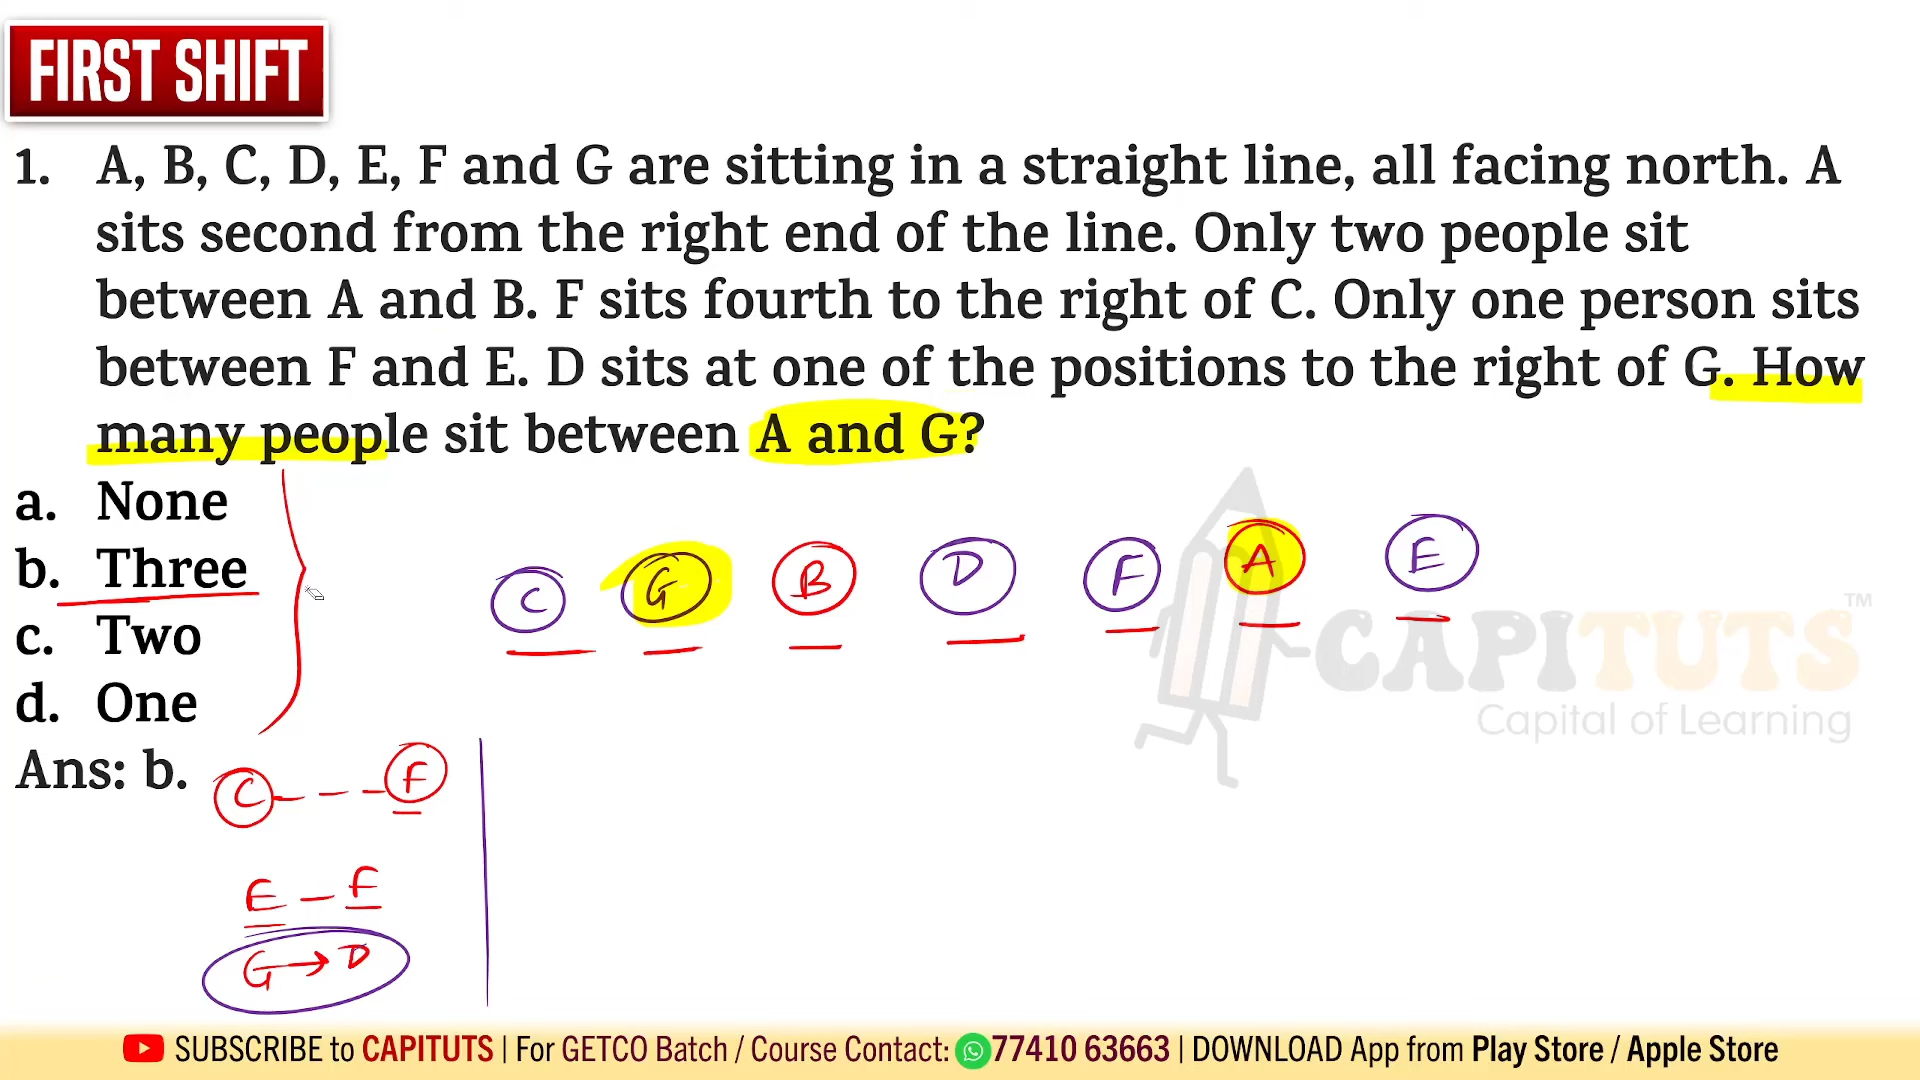 FIRST SHIFT
1. A, B, C, D, E, F and G are sitting in a straight line, all facing north. A
sits second from the right end of the line. Only two people sit
between A and B. F sits fourth to the right of C. Only one person sits
between F and E. D sits at one of the positions to the right of G. How
many people sit between A and G?
a. None
b. Three
c. Two
d. One
Ans: b.
C G B D F A E
CAPITUTS™
Capital of Learning
C - - - F
E - F
G → D
SUBSCRIBE to CAPITUTS | For GETCO Batch / Course Contact: 77410 63663 | DOWNLOAD App from Play Store / Apple Store